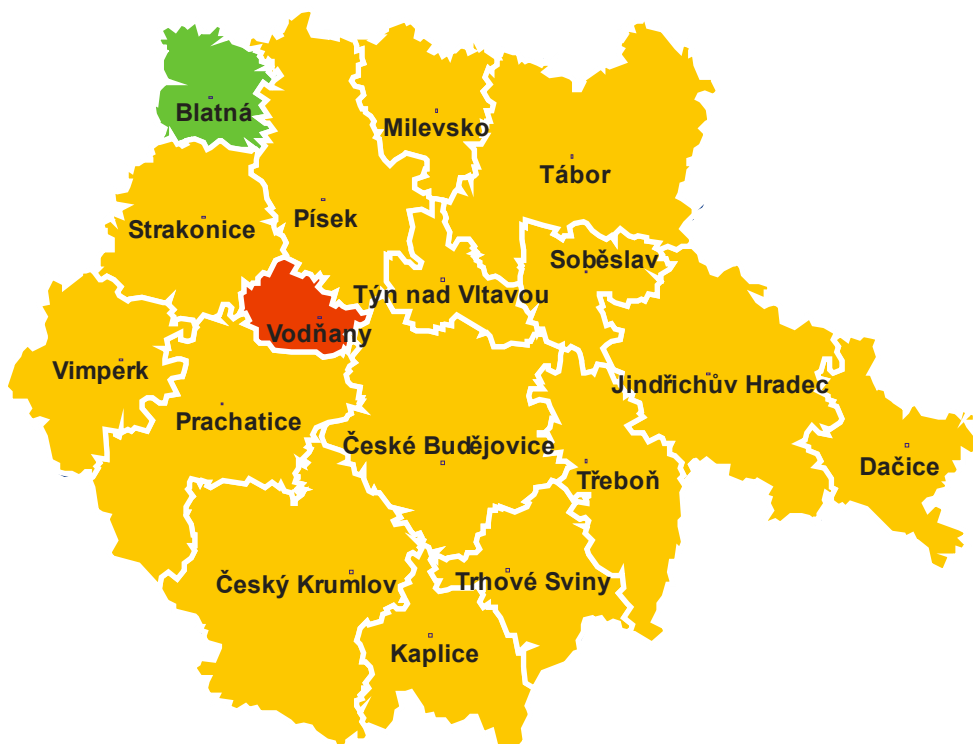 Blatná
Milevsko
Tábor
Písek
Strakonice
Soběslav
Týn nad Vltavou
Vodňany
Vimperk
Jindřichův Hradec
Prachatice
České Budějovice
Dačice
Třeboň
Český Krumlov
Trhové Sviny
Kaplice